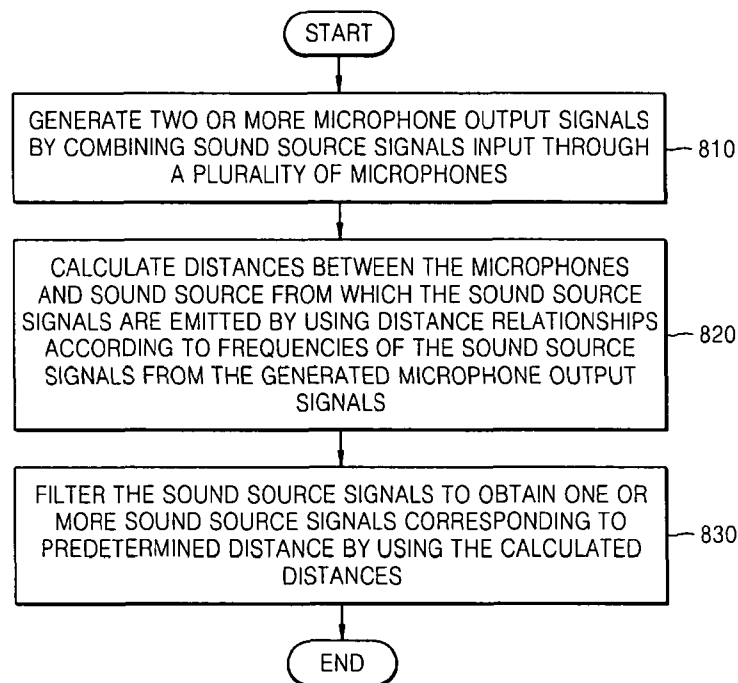 START
GENERATE TWO OR MORE MICROPHONE OUTPUT SIGNALS
BY COMBINING SOUND SOURCE SIGNALS INPUT THROUGH
A PLURALITY OF MICROPHONES
810
CALCULATE DISTANCES BETWEEN THE MICROPHONES
AND SOUND SOURCE FROM WHICH THE SOUND SOURCE
SIGNALS ARE EMITTED BY USING DISTANCE RELATIONSHIPS
ACCORDING TO FREQUENCIES OF THE SOUND SOURCE
SIGNALS FROM THE GENERATED MICROPHONE OUTPUT
SIGNALS
820
FILTER THE SOUND SOURCE SIGNALS TO OBTAIN ONE OR
MORE SOUND SOURCE SIGNALS CORRESPONDING TO
PREDETERMINED DISTANCE BY USING THE CALCULATED
DISTANCES
830
END